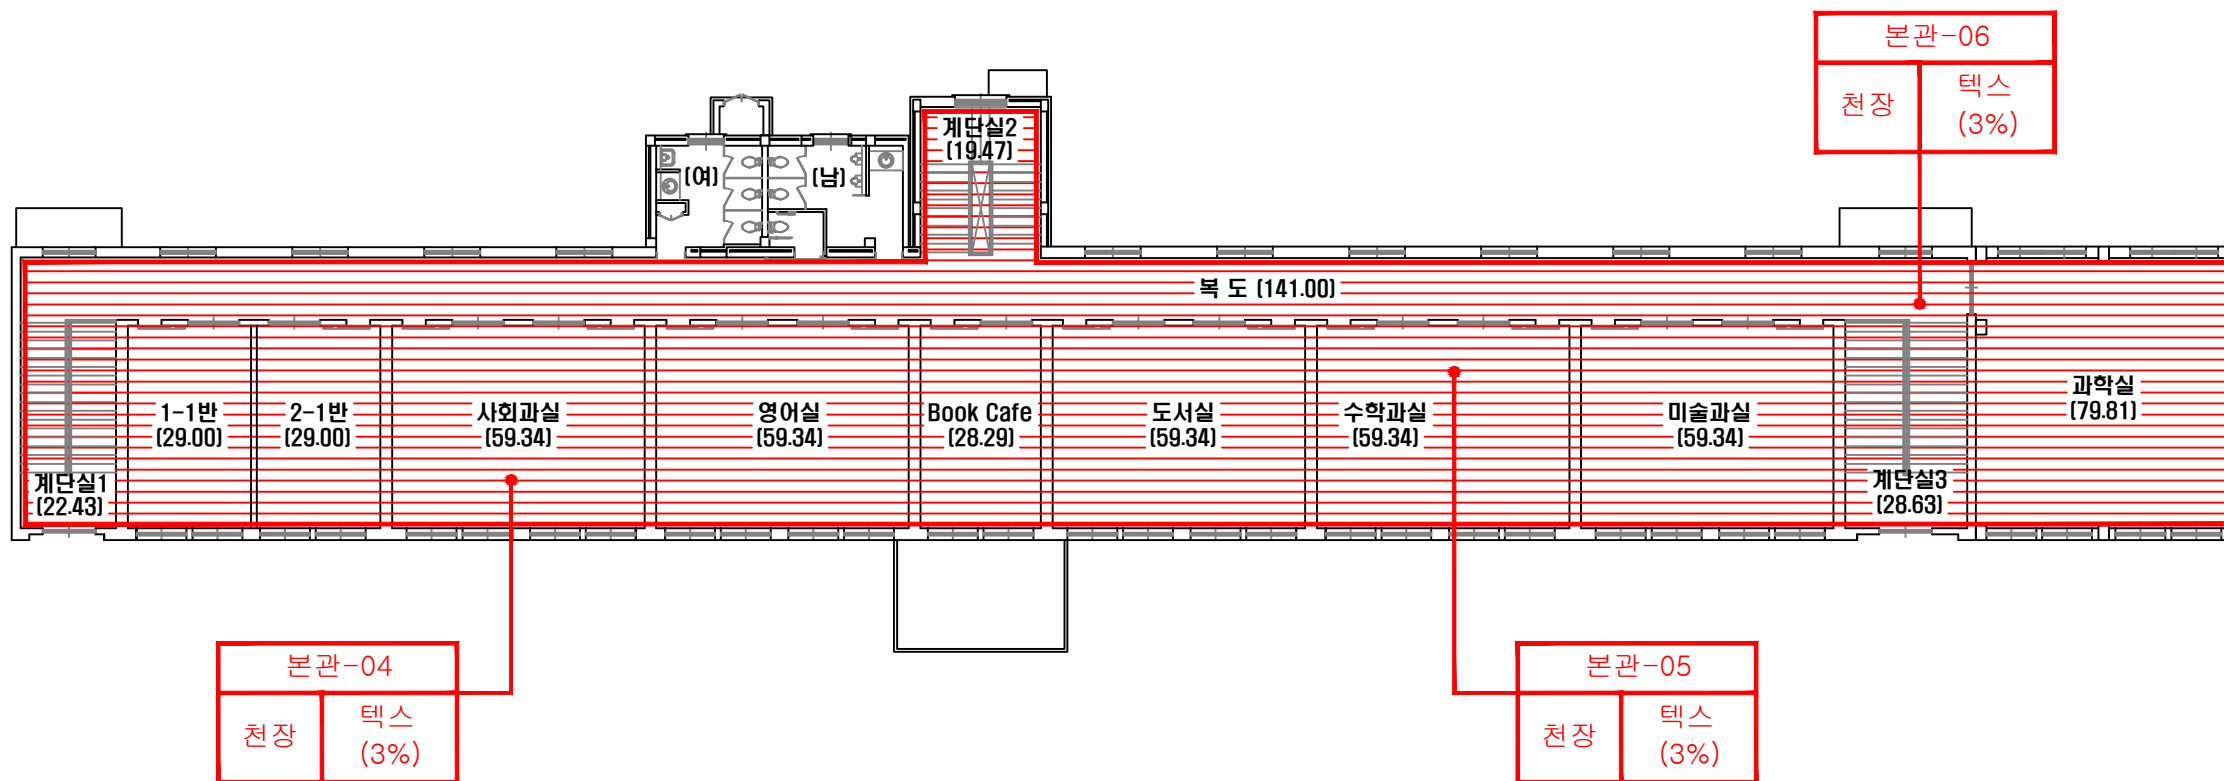 본관-06
천장
텍스
(3%)
계단실2
(19.47)
(여)
(남)
복 도 (141.00)
1-1반
(29.00)
2-1반
(29.00)
사회과실
(59.34)
영어실
(59.34)
Book Cafe
(28.29)
도서실
(59.34)
수학과실
(59.34)
미술과실
(59.34)
과학실
(79.81)
계단실1
(22.43)
계단실3
(28.63)
본관-04
천장
텍스
(3%)
본관-05
천장
텍스
(3%)